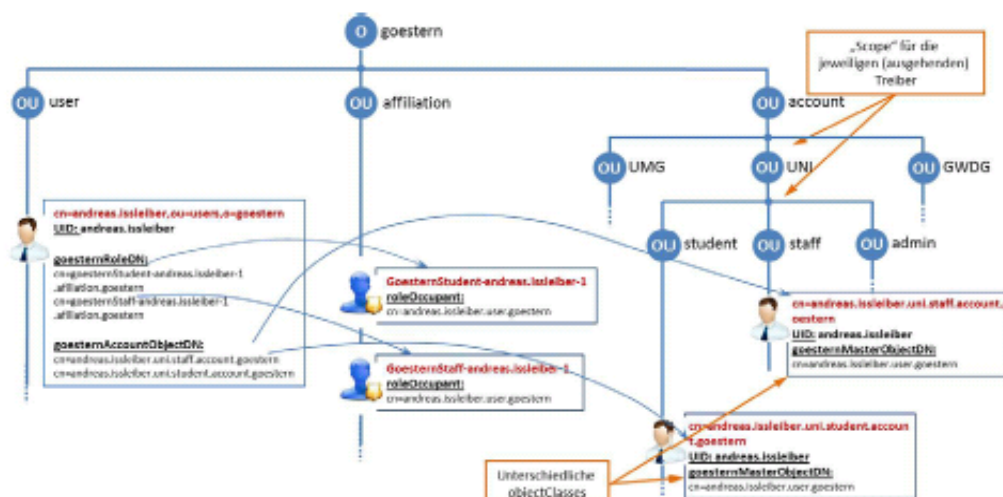 goestern
„Scope" für die
jeweiligen (ausgehenden)
Treiber
user
affiliation
account
UMG
UNI
GWDG
student
staff
admin
cn=andreas.issleiber,ou=users,o=goestern
UID: andreas.issleiber
goesternRoleDN:
cn=goesternStudent-andreas.issleiber-1
.afiliation.goestern
cn=goesternStaff-andreas.issleiber-1
.afiliation.goestern
goesternAccountObjectDN:
cn=andreas.issleiber.uni.staff.account.goestern
cn=andreas.issleiber.uni.student.account.goestern
GoesternStudent-andreas.issleiber-1
roleOccupant:
cn=andreas.issleiber.user.goestern
GoesternStaff-andreas.issleiber-1
roleOccupant:
cn=andreas.issleiber.user.goestern
cn=andreas.issleiber.uni.staff.account.
oestern
UID: andreas.issleiber
goesternMasterObjectDN:
cn=andreas.issleiber.user.goestern
cn=andreas.issleiber.uni.student.accoun
t.goestern
UID: andreas.issleiber
goesternMasterObjectDN:
cn=andreas.issleiber.user.goestern
Unterschiedliche
objectClasses
O
OU
OU
OU
OU
OU
OU
OU
OU
OU